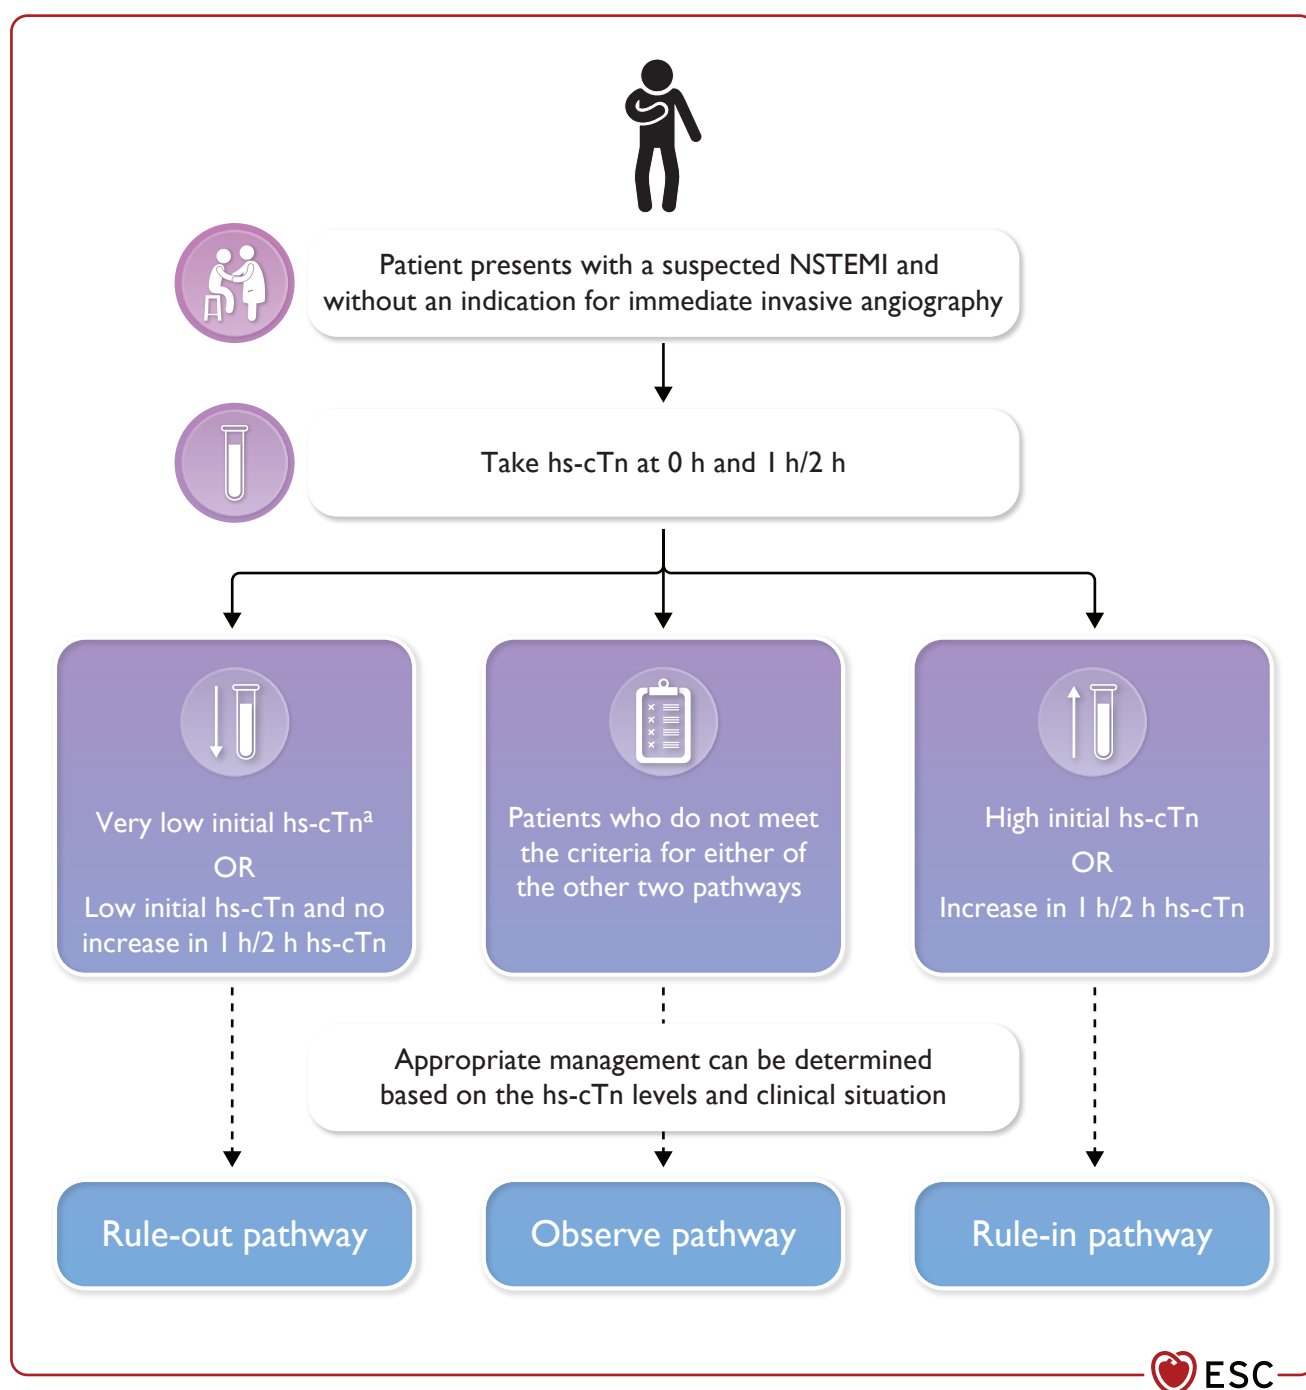 Patient presents with a suspected NSTEMI and
without an indication for immediate invasive angiography
Take hs-cTn at 0 h and 1 h/2 h
Very low initial hs-cTnᵃ
OR
Low initial hs-cTn and no
increase in 1 h/2 h hs-cTn
Patients who do not meet
the criteria for either of
the other two pathways
High initial hs-cTn
OR
Increase in 1 h/2 h hs-cTn
Appropriate management can be determined
based on the hs-cTn levels and clinical situation
Rule-out pathway
Observe pathway
Rule-in pathway
ESC